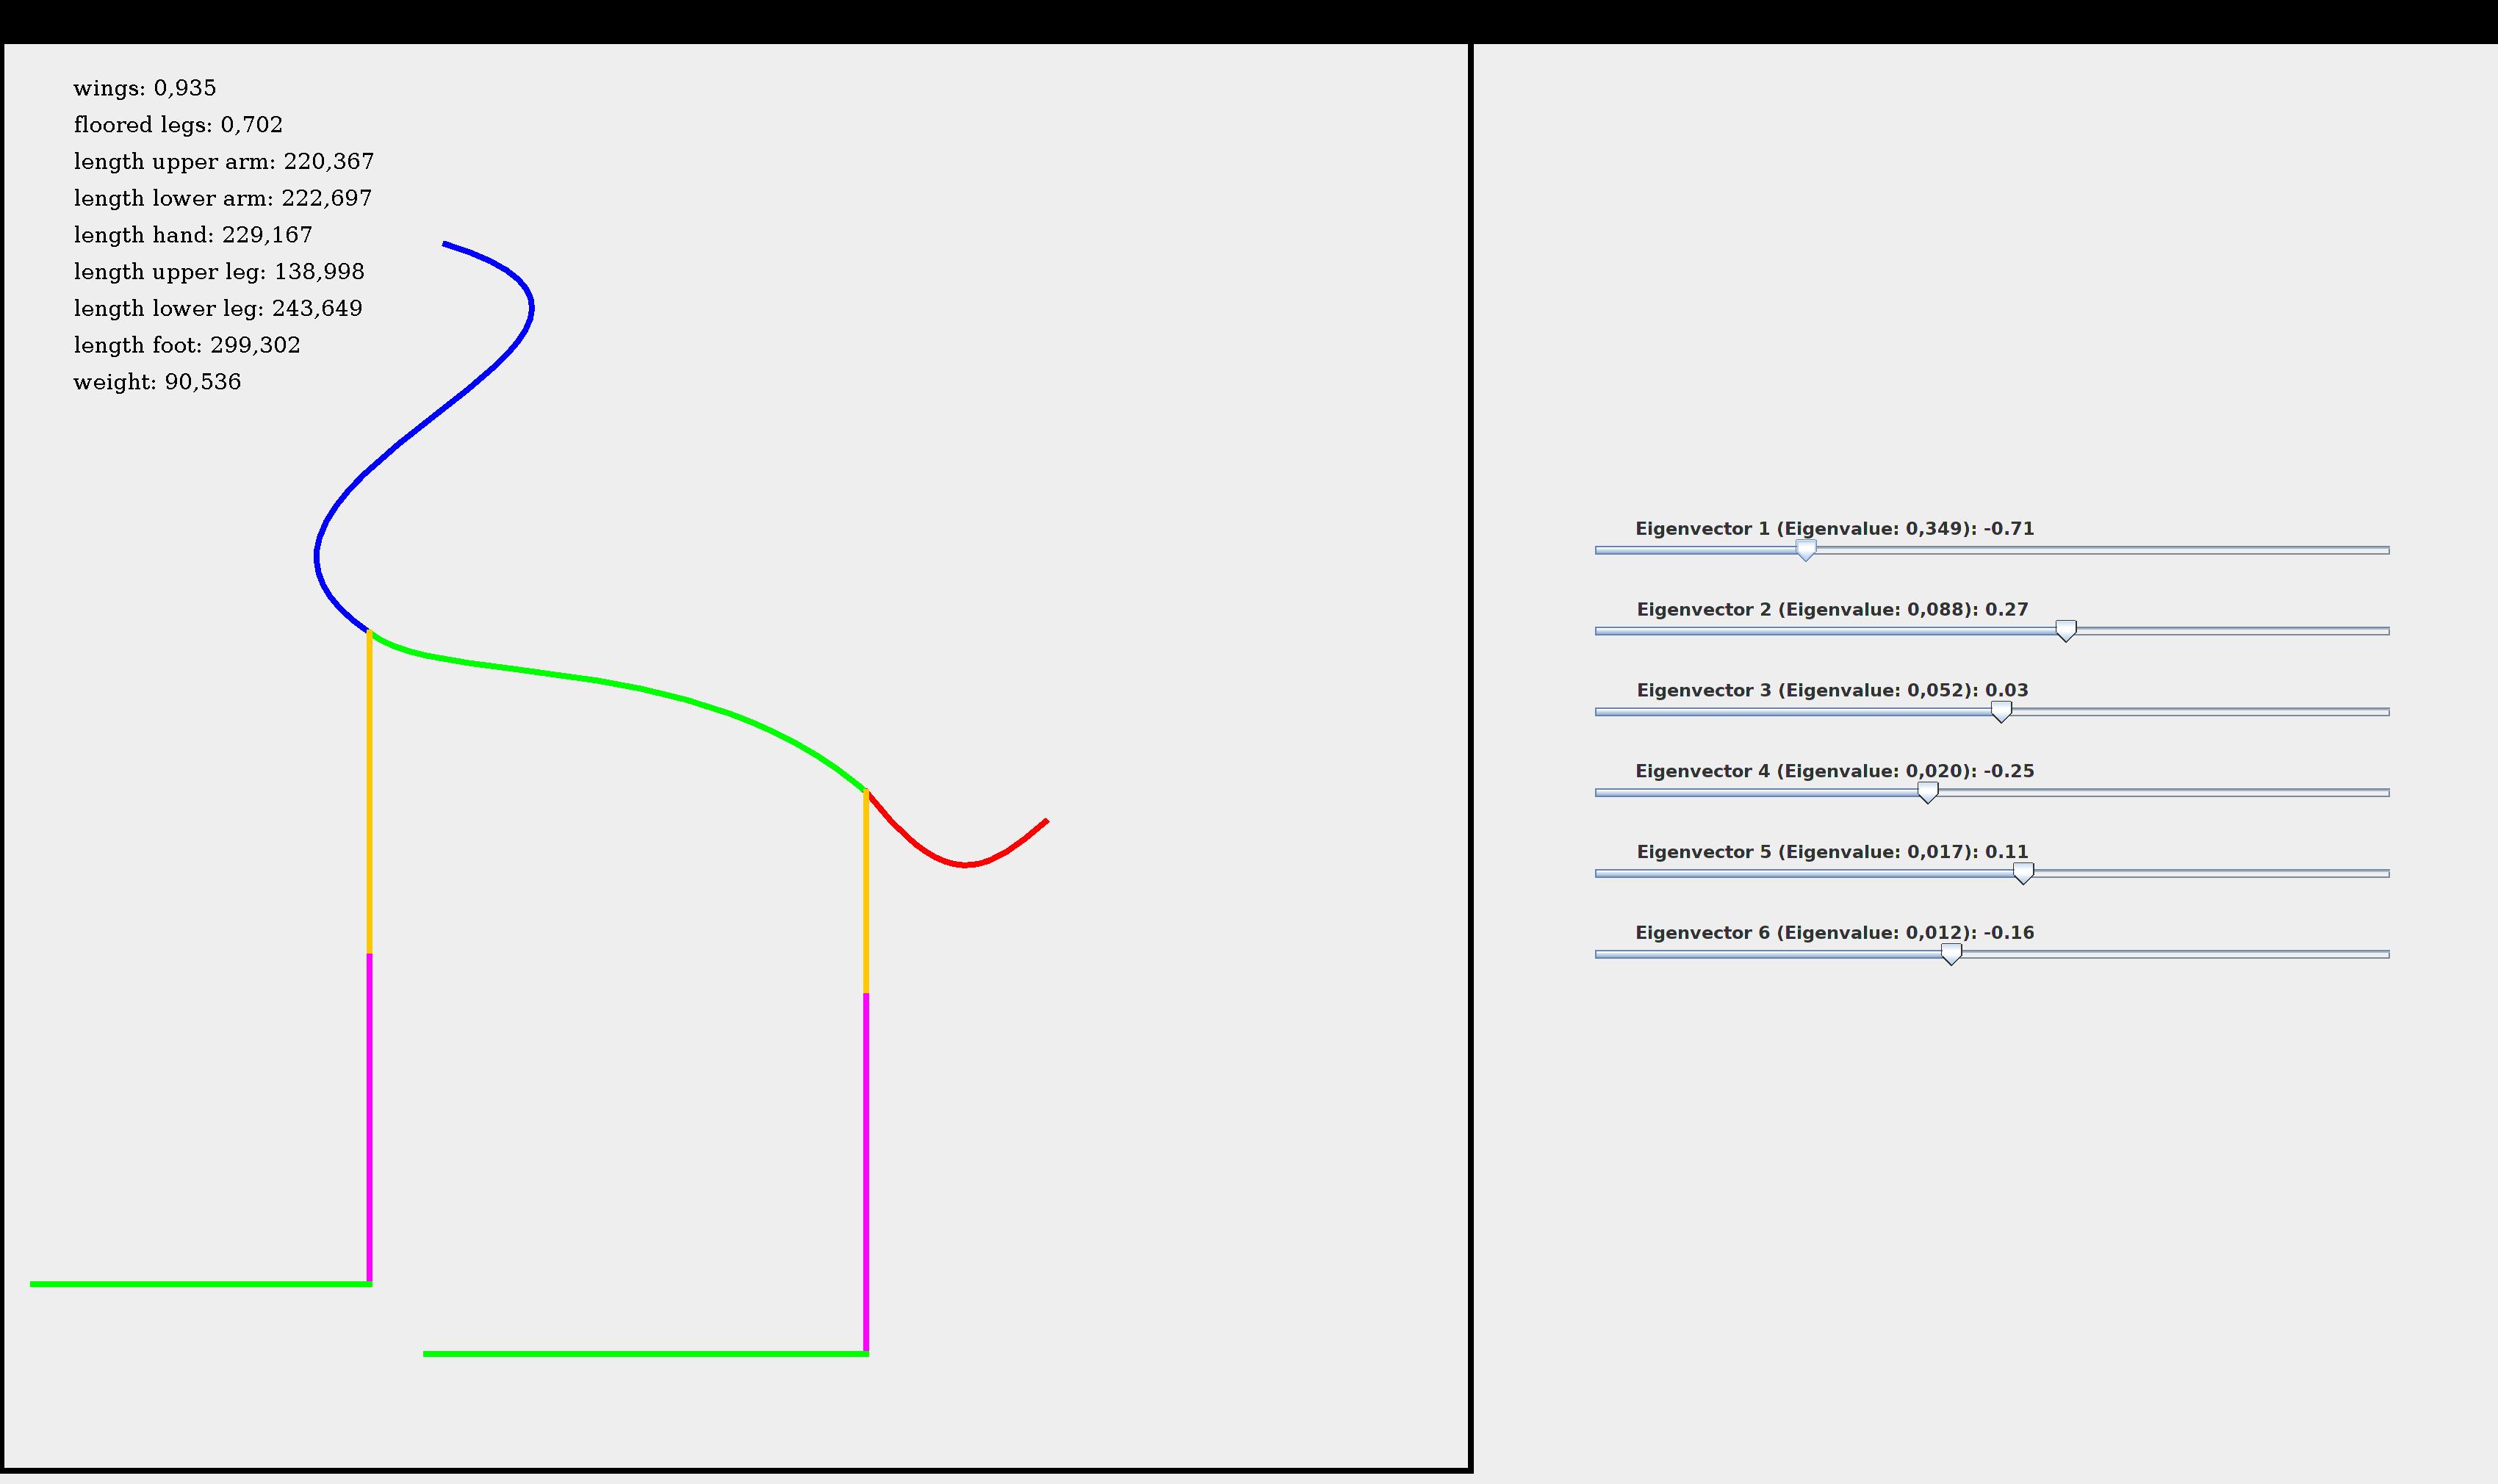 wings: 0,935
floored legs: 0,702
length upper arm: 220,367
length lower arm: 222,697
length hand: 229,167
length upper leg: 138,998
length lower leg: 243,649
length foot: 299,302
weight: 90,536
Eigenvector 1 (Eigenvalue: 0,349): -0.71
Eigenvector 2 (Eigenvalue: 0,088): 0.27
Eigenvector 3 (Eigenvalue: 0,052): 0.03
Eigenvector 4 (Eigenvalue: 0,020): -0.25
Eigenvector 5 (Eigenvalue: 0,017): 0.11
Eigenvector 6 (Eigenvalue: 0,012): -0.16